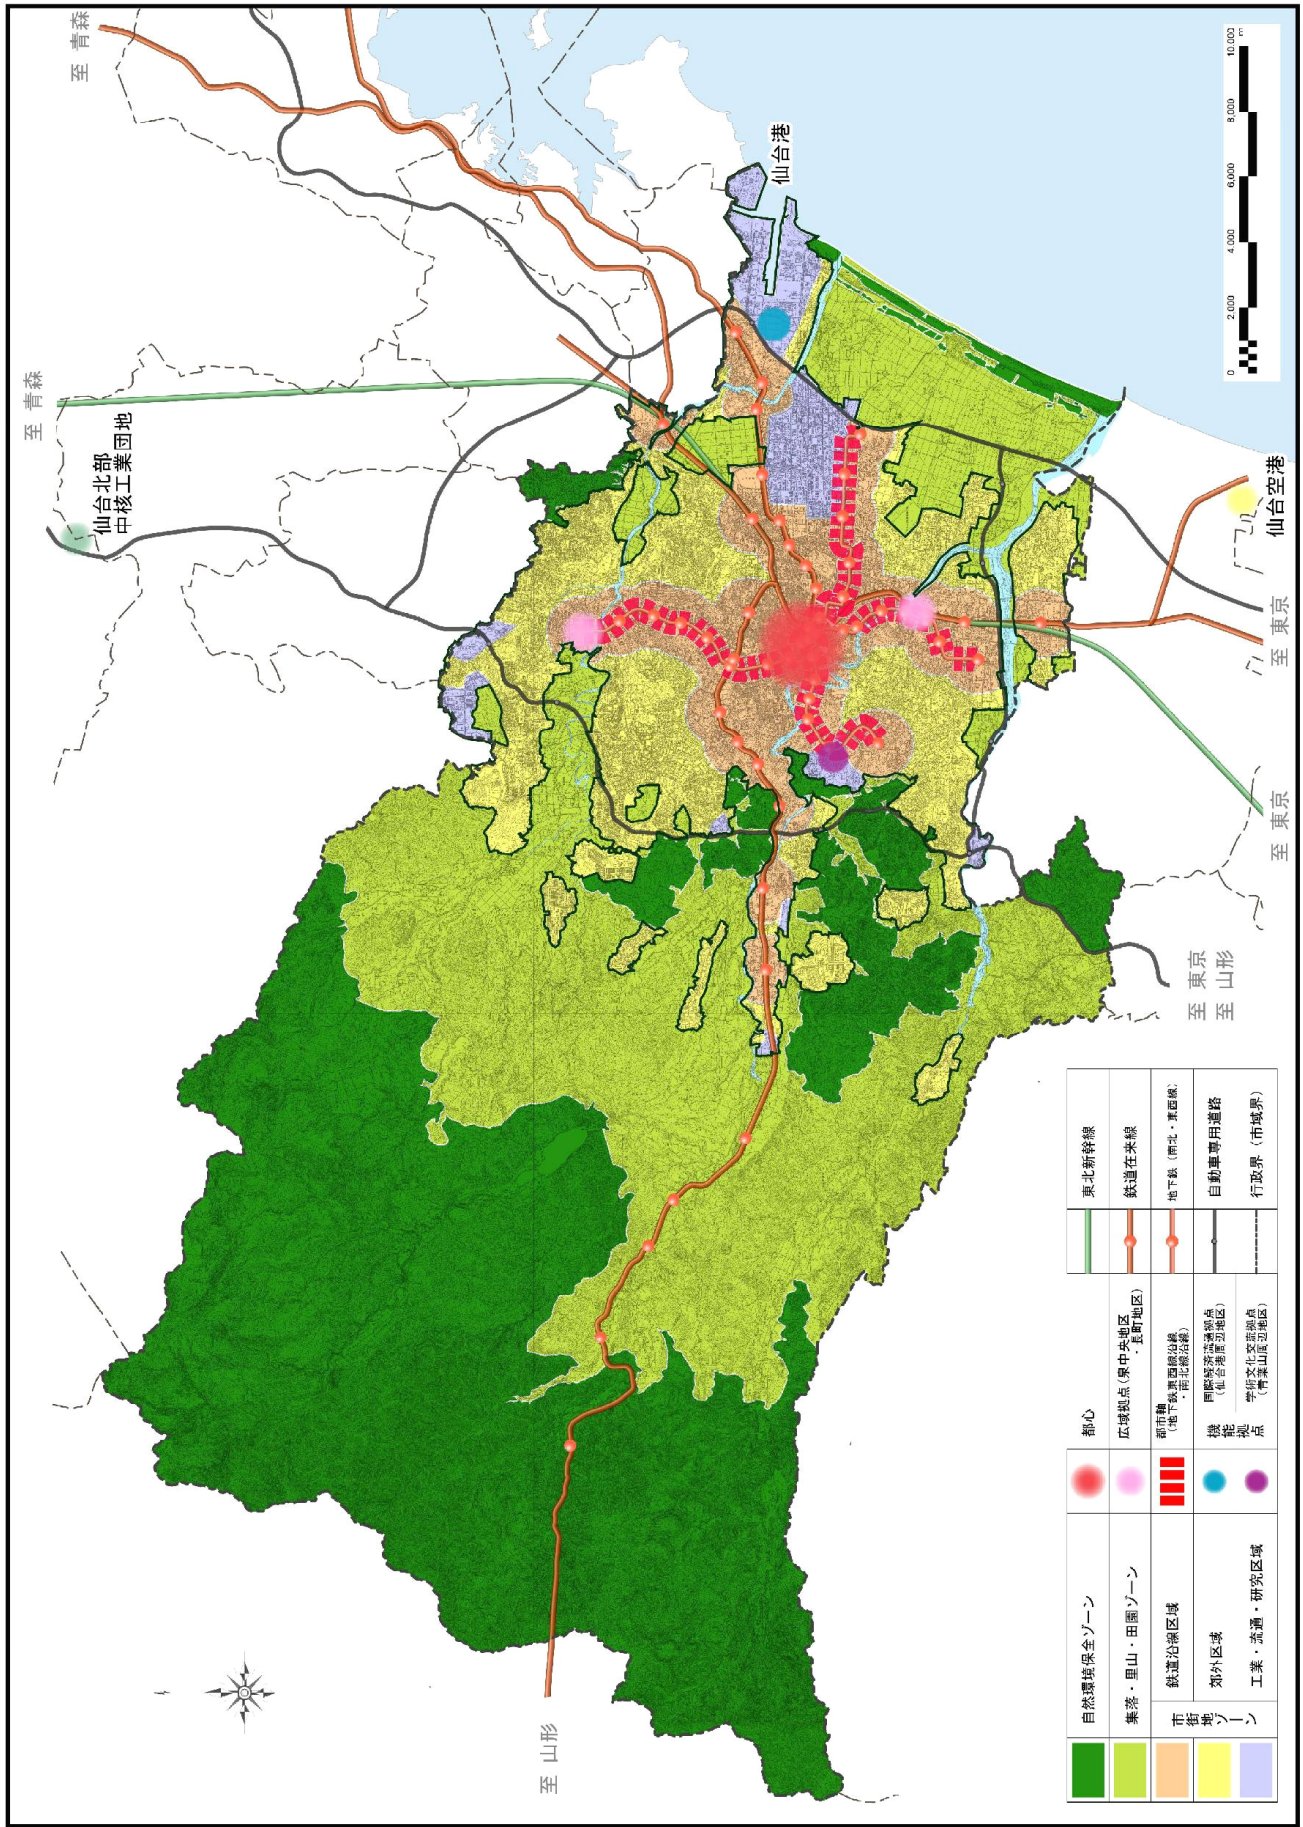 至 青森
至 青森
仙台北部
中核工業団地
仙台港
仙台空港
至 東京
至 東京
至 東京
至 山形
至 山形
0 2,000 4,000 6,000 8,000 10,000 m
自然環境保全ゾーン
集落・里山・田園ゾーン
市街地ゾーン
鉄道沿線区域
郊外区域
工業・流通・研究区域
都心
広域拠点(泉中央地区
・長町地区)
都市軸
(地下鉄東西線沿線
・南北線沿線)
機能拠点
国際経済流通拠点
(仙台港周辺地区)
学術文化交流拠点
(青葉山周辺地区)
東北新幹線
鉄道在来線
地下鉄(南北・東西線)
自動車専用道路
行政界(市域界)